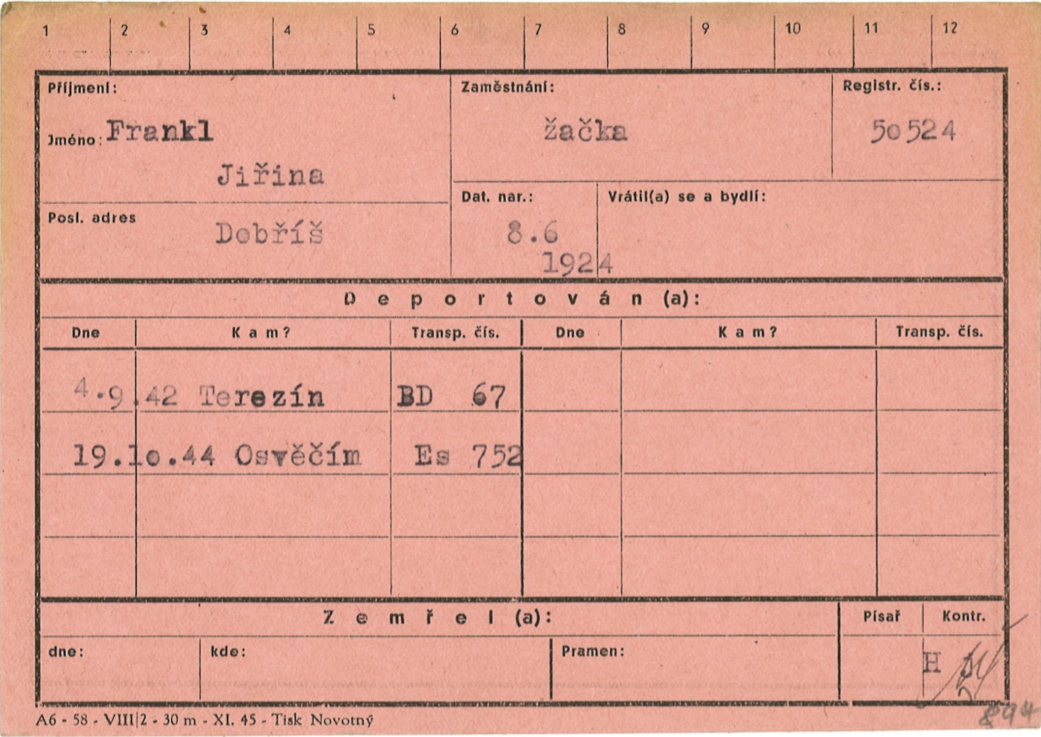 1 2 3 4 5 6 7 8 9 10 11 12
Příjmení:
Zaměstnání:
Registr. čís.:
Jméno: Frankl
žačka
5o524
Jiřina
Dat. nar.:
Vrátil(a) se a bydlí:
Posl. adres
Dobříš
8.6
1924
Deportován (a):
Dne Kam? Transp. čís. Dne Kam? Transp. čís.
4.9.42 Terezín BD 67
19.1o.44 Osvěčím Es 752
Zemřel (a):
Písař Kontr.
dne: kde: Pramen:
H
A6 - 58 - VIII|2 - 30 m - XI. 45 - Tisk Novotný